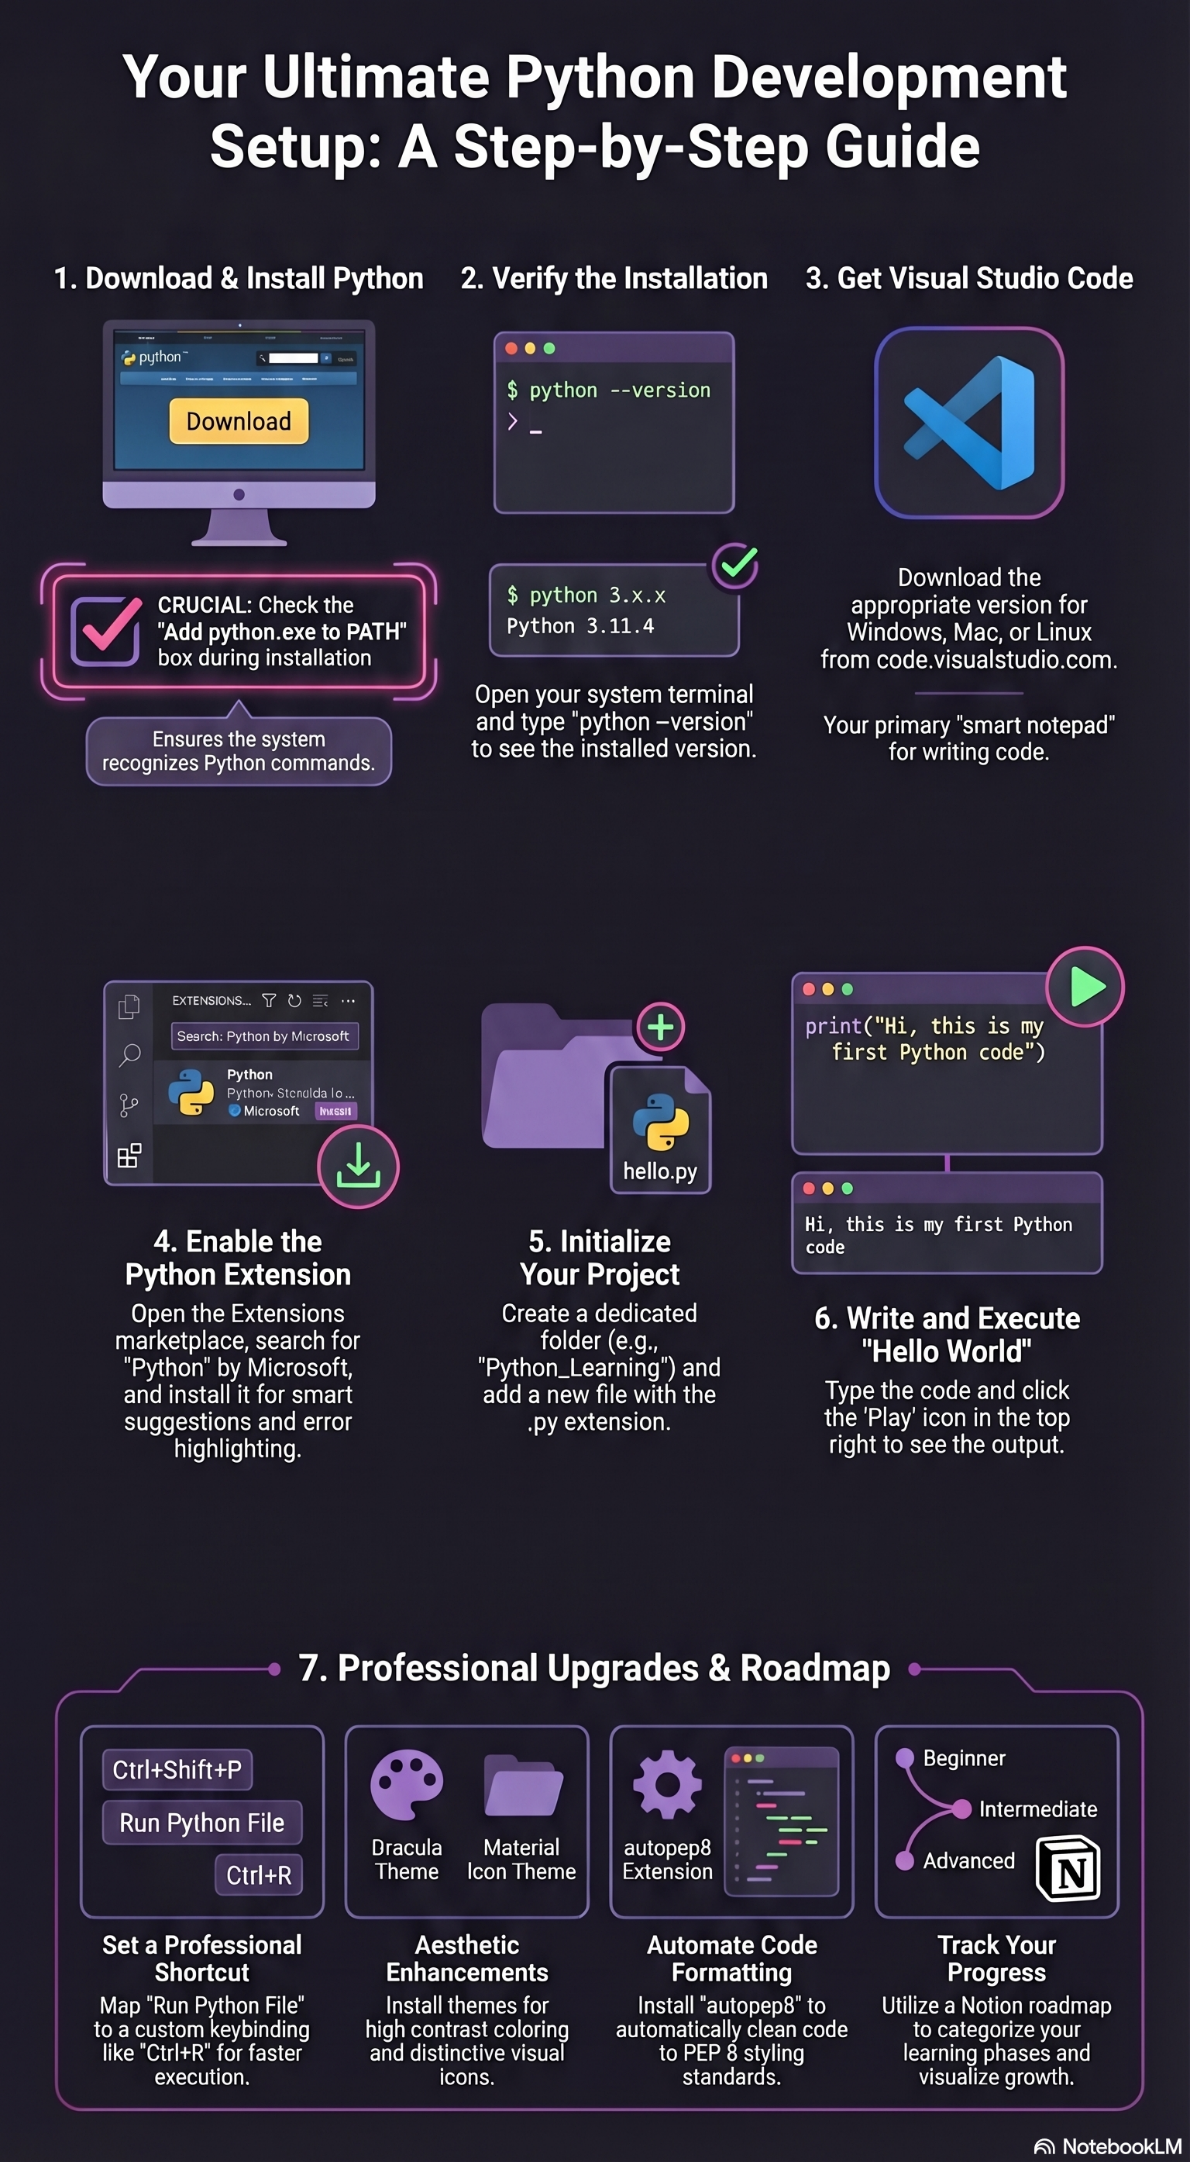 Your Ultimate Python Development
Setup: A Step-by-Step Guide
1. Download & Install Python
python
Download
CRUCIAL: Check the
"Add python.exe to PATH"
box during installation
Ensures the system
recognizes Python commands.
2. Verify the Installation
$ python --version
> _
$ python 3.x.x
Python 3.11.4
Open your system terminal
and type "python –version"
to see the installed version.
3. Get Visual Studio Code
Download the
appropriate version for
Windows, Mac, or Linux
from code.visualstudio.com.
Your primary "smart notepad"
for writing code.
EXTENSIONS...
Search: Python by Microsoft
Python
Python,
Microsoft
4. Enable the
Python Extension
Open the Extensions
marketplace, search for
"Python" by Microsoft,
and install it for smart
suggestions and error
highlighting.
hello.py
5. Initialize
Your Project
Create a dedicated
folder (e.g.,
"Python_Learning") and
add a new file with the
.py extension.
print("Hi, this is my
first Python code")
Hi, this is my first Python
code
6. Write and Execute
"Hello World"
Type the code and click
the 'Play' icon in the top
right to see the output.
7. Professional Upgrades & Roadmap
Ctrl+Shift+P
Run Python File
Ctrl+R
Set a Professional
Shortcut
Map "Run Python File"
to a custom keybinding
like "Ctrl+R" for faster
execution.
Dracula
Theme
Material
Icon Theme
Aesthetic
Enhancements
Install themes for
high contrast coloring
and distinctive visual
icons.
autopep8
Extension
Automate Code
Formatting
Install "autopep8" to
automatically clean code
to PEP 8 styling
standards.
Beginner
Intermediate
Advanced
N
Track Your
Progress
Utilize a Notion roadmap
to categorize your
learning phases and
visualize growth.
NotebookLM